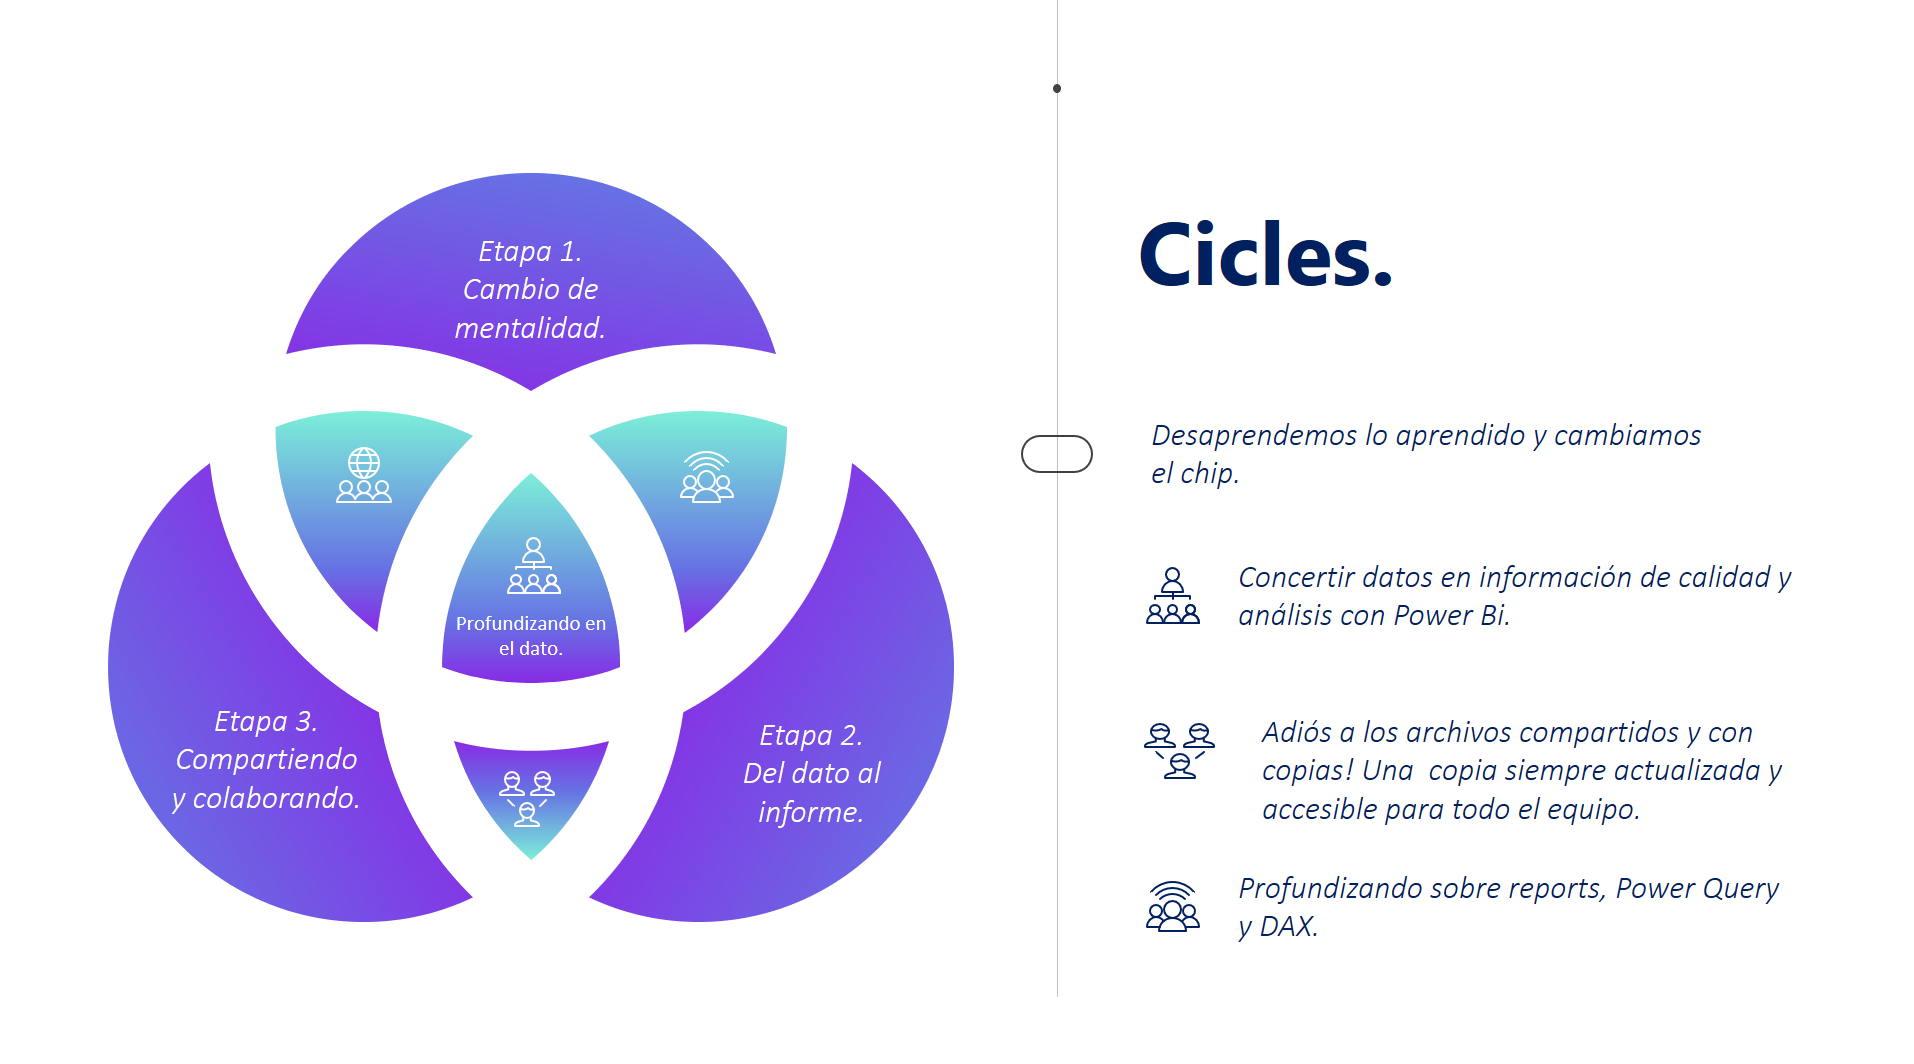 Etapa 1.
Cambio de
mentalidad.
Profundizando en
el dato.
Etapa 3.
Compartiendo
y colaborando.
Etapa 2.
Del dato al
informe.
Cicles.
Desaprendemos lo aprendido y cambiamos
el chip.
Concertir datos en información de calidad y
análisis con Power Bi.
Adiós a los archivos compartidos y con
copias! Una  copia siempre actualizada y
accesible para todo el equipo.
Profundizando sobre reports, Power Query
y DAX.